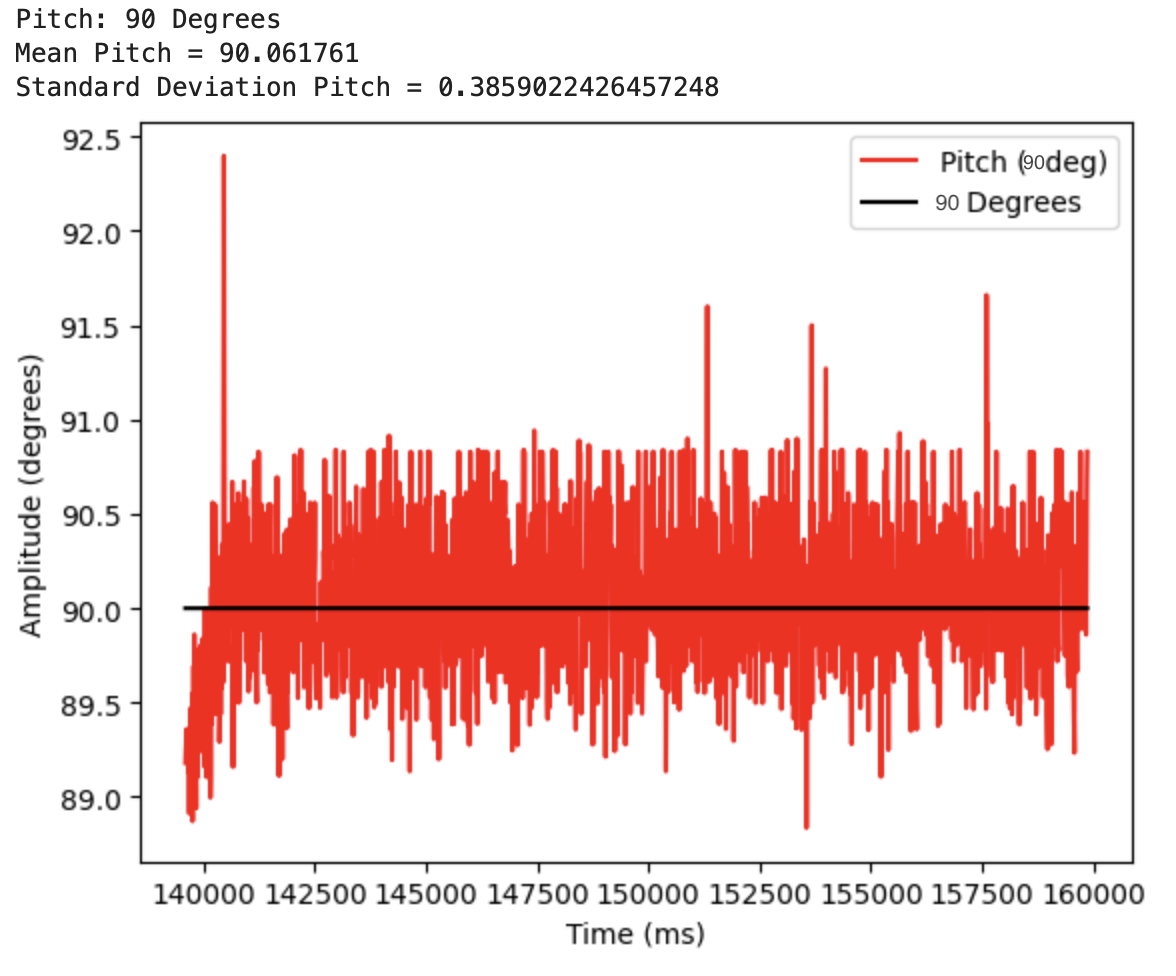 Pitch: 90 Degrees
Mean Pitch = 90.061761
Standard Deviation Pitch = 0.3859022426457248
92.5
92.0
91.5
91.0
90.5
90.0
89.5
89.0
Amplitude (degrees)
Pitch (90deg)
90 Degrees
140000 142500 145000 147500 150000 152500 155000 157500 160000
Time (ms)